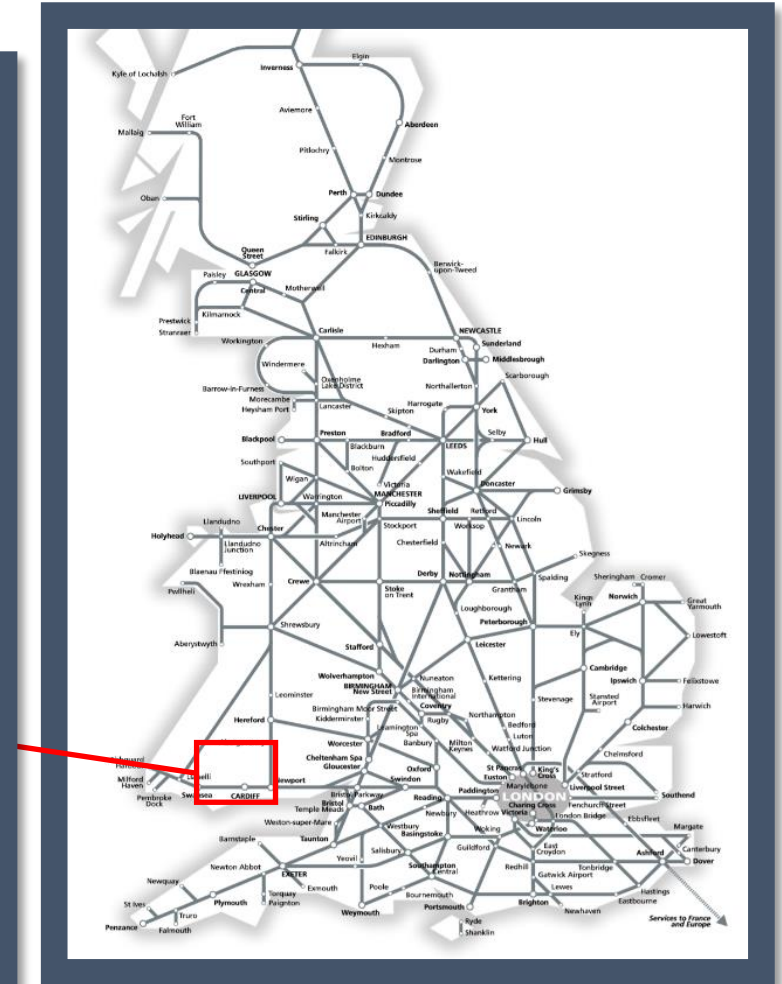 Elgin
Inverness
Kyle of Lochalsh
Aviemore
Fort
William
Aberdeen
Mallaig
Pitlochry
Montrose
Perth
Dundee
Oban
Kirkcaldy
Stirling
EDINBURGH
Queen
Street
Falkirk
Berwick-
upon-Tweed
Paisley
GLASGOW
Central
Motherwell
Kilmarnock
Prestwick
Stranraer
Carlisle
NEWCASTLE
Workington
Hexham
Sunderland
Durham
Darlington
Middlesbrough
Windermere
Scarborough
Oxenholme
Lake District
Barrow-in-Furness
Northallerton
Morecambe
Heysham Port
Lancaster
Harrogate
Skipton
York
Blackpool
Preston
Bradford
Selby
Hull
Blackburn
LEEDS
Huddersfield
Southport
Bolton
Wakefield
Wigan
Victoria
Doncaster
MANCHESTER
Grimsby
LIVERPOOL
Warrington
Piccadilly
Manchester
Airport
Sheffield
Retford
Llandudno
Stockport
Worksop
Lincoln
Chester
Holyhead
Llandudno
Junction
Altrincham
Chesterfield
Newark
Skegness
Blaenau Ffestiniog
Derby
Nottingham
Crewe
Spalding
Sheringham
Cromer
Wrexham
Stoke
on Trent
Grantham
Pwllheli
Kings
Lynn
Norwich
Great
Yarmouth
Loughborough
Peterborough
Shrewsbury
Ely
Lowestoft
Aberystwyth
Stafford
Leicester
Cambridge
Wolverhampton
Nuneaton
Kettering
Ipswich
Felixstowe
BIRMINGHAM
New Street
Birmingham
International
Leominster
Stevenage
Stansted
Airport
Birmingham Moor Street
Coventry
Harwich
Kidderminster
Rugby
Northampton
Hereford
Leamington
Spa
Bedford
Colchester
Worcester
Banbury
Milton
Keynes
Luton
Watford Junction
Chelmsford
Cheltenham Spa
Gloucester
Oxford
St Pancras
King's
Cross
Euston
Stratford
Milford
Haven
Swindon
Marylebone
Liverpool Street
Paddington
Pembroke
Dock
Swansea
CARDIFF
Newport
Bristol Parkway
Reading
LONDON
Southend
Bristol
Temple Meads
Bath
Charing Cross
Fenchurch Street
Newbury
Heathrow
Victoria
London Bridge
Ebbsfleet
Weston-super-Mare
Westbury
Waterloo
Margate
Basingstoke
Woking
Barnstaple
Taunton
Guildford
East
Croydon
Canterbury
Salisbury
Ashford
Dover
Yeovil
Redhill
Tonbridge
Newton Abbot
Southampton
Central
Gatwick Airport
EXETER
Newquay
Exmouth
Poole
Lewes
Hastings
Torquay
Paignton
Bournemouth
Eastbourne
St Ives
Plymouth
Portsmouth
Brighton
Newhaven
Truro
Weymouth
Penzance
Falmouth
Ryde
Shanklin
Services to France
and Europe